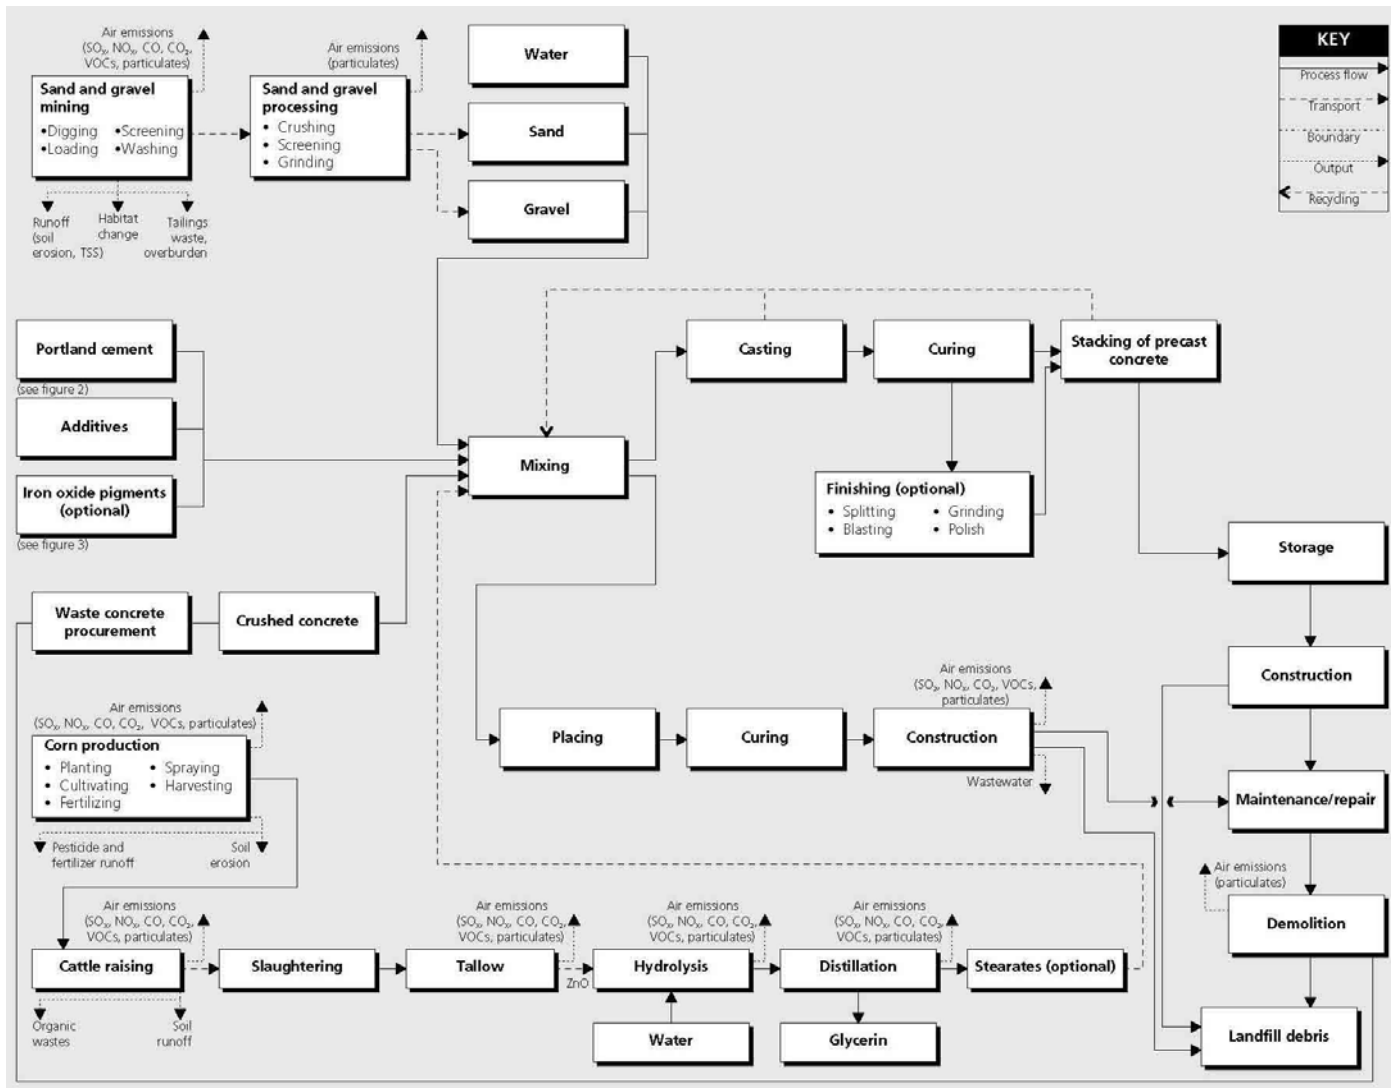 Air emissions
(SOₓ, NOₓ, CO, CO₂,
VOCs, particulates)
Sand and gravel
mining
•Digging •Screening
•Loading •Washing
Runoff
(soil
erosion, TSS)
Habitat
change
Tailings
waste,
overburden
Air emissions
(particulates)
Sand and gravel
processing
• Crushing
• Screening
• Grinding
Water
Sand
Gravel
KEY
Process flow
Transport
Boundary
Output
Recycling
Portland cement
(see figure 2)
Additives
Iron oxide pigments
(optional)
(see figure 3)
Mixing
Casting
Curing
Stacking of precast
concrete
Finishing (optional)
• Splitting • Grinding
• Blasting • Polish
Storage
Waste concrete
procurement
Crushed concrete
Construction
Air emissions
(SOₓ, NOₓ, CO, CO₂, VOCs, particulates)
Corn production
• Planting • Spraying
• Cultivating • Harvesting
• Fertilizing
Pesticide and
fertilizer runoff
Soil
erosion
Placing
Curing
Air emissions
(SO₂, NOₓ, CO₂, VOCs,
particulates)
Construction
Wastewater
Maintenance/repair
Air emissions
(particulates)
Demolition
Landfill debris
Air emissions
(SOₓ, NOₓ, CO, CO₂,
VOCs, particulates)
Cattle raising
Organic
wastes
Soil
runoff
Slaughtering
Air emissions
(SOₓ, NOₓ, CO, CO₂,
VOCs, particulates)
Tallow
ZnO
Air emissions
(SOₓ, NOₓ, CO, CO₂,
VOCs, particulates)
Hydrolysis
Water
Air emissions
(SOₓ, NOₓ, CO, CO₂,
VOCs, particulates)
Distillation
Glycerin
Stearates (optional)